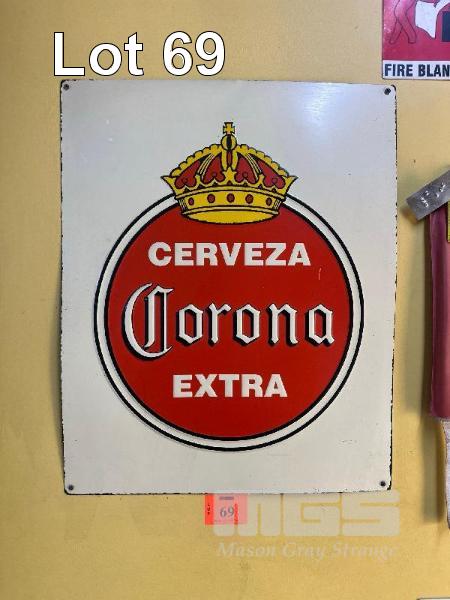 Lot 69
FIRE BLAN
CERVEZA
Corona
EXTRA
69
MGS
Mason Gray Strange